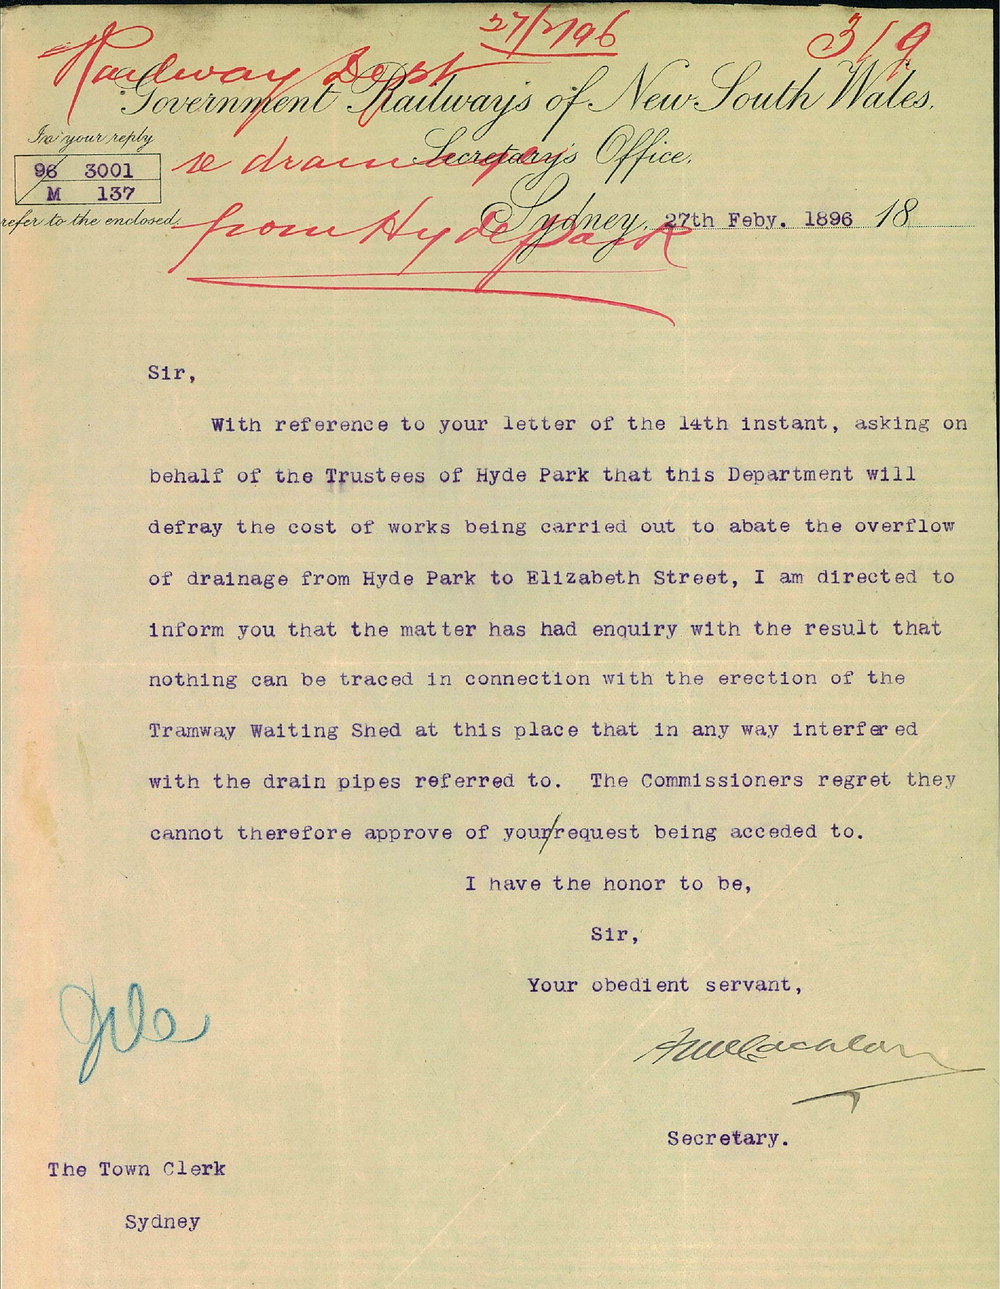 27/2/96
3/9
Railway Dept
Government Railways of New South Wales.
In your reply
96 3001
M 137
refer to the enclosed.
re drainage
Secretary's Office.
from Hyde Park
Sydney, 27th Feby. 1896 18
Sir,
With reference to your letter of the 14th instant, asking on
behalf of the Trustees of Hyde Park that this Department will
defray the cost of works being carried out to abate the overflow
of drainage from Hyde Park to Elizabeth Street, I am directed to
inform you that the matter has had enquiry with the result that
nothing can be traced in connection with the erection of the
Tramway Waiting Shed at this place that in any way interfered
with the drain pipes referred to. The Commissioners regret they
cannot therefore approve of your/request being acceded to.
I have the honor to be,
Sir,
Your obedient servant,
McLachlan
Secretary.
The Town Clerk
Sydney